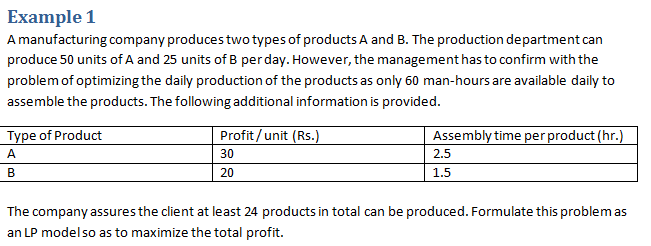 Example 1
A manufacturing company produces two types of products A and B. The production department can
produce 50 units of A and 25 units of B per day. However, the management has to confirm with the
problem of optimizing the daily production of the products as only 60 man-hours are available daily to
assemble the products. The following additional information is provided.
Type of Product Profit / unit (Rs.) Assembly time per product (hr.)
A 30 2.5
B 20 1.5
The company assures the client at least 24 products in total can be produced. Formulate this problem as
an LP model so as to maximize the total profit.